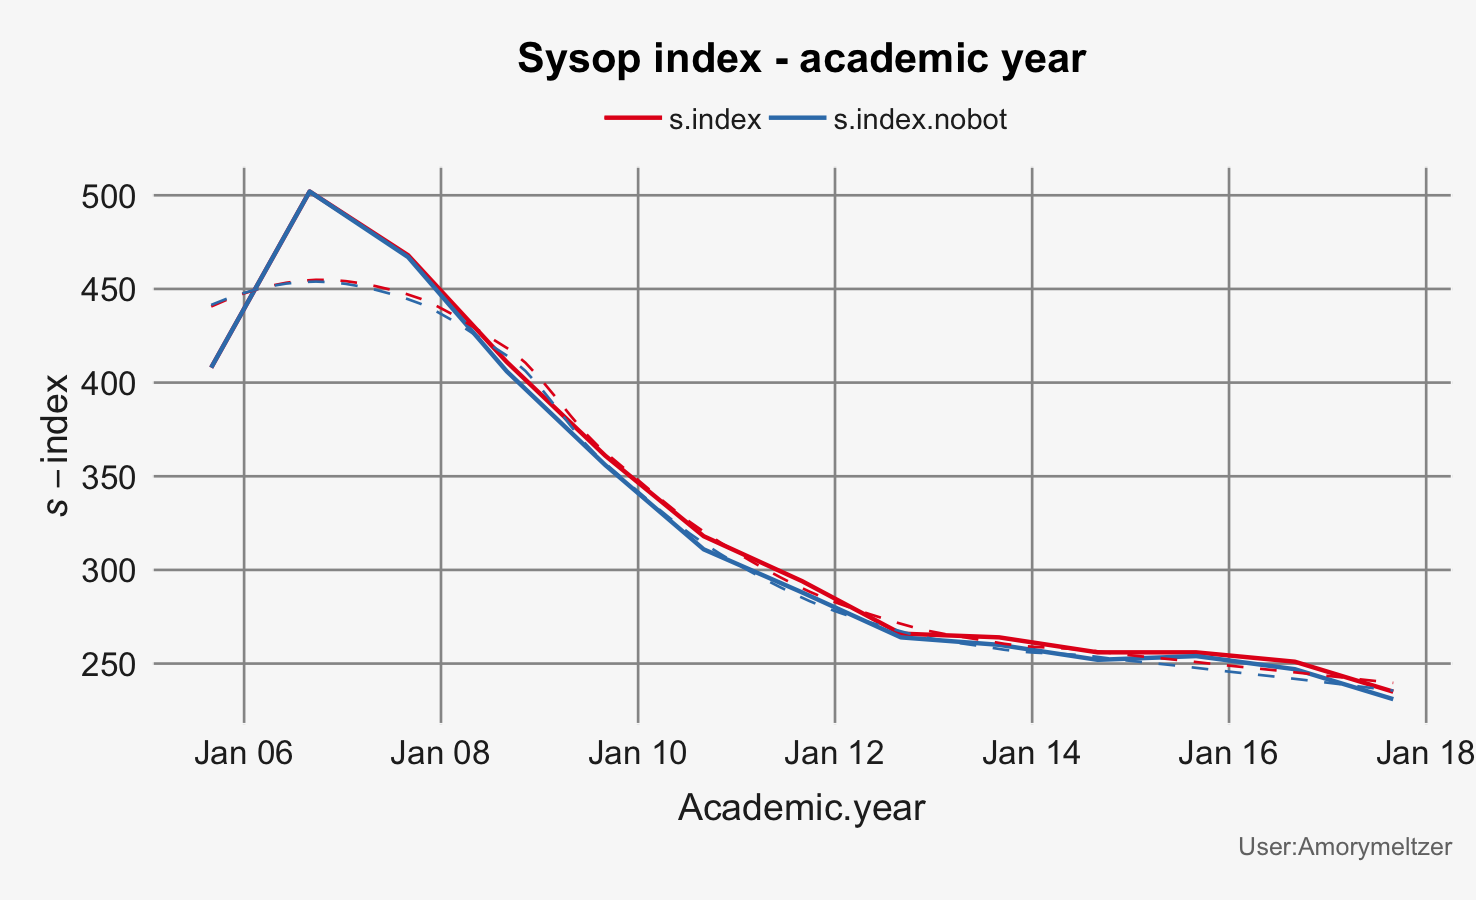 Sysop index - academic year
s.index s.index.nobot
500
450
400
350
300
250
s – index
Jan 06 Jan 08 Jan 10 Jan 12 Jan 14 Jan 16 Jan 18
Academic.year
User:Amorymeltzer